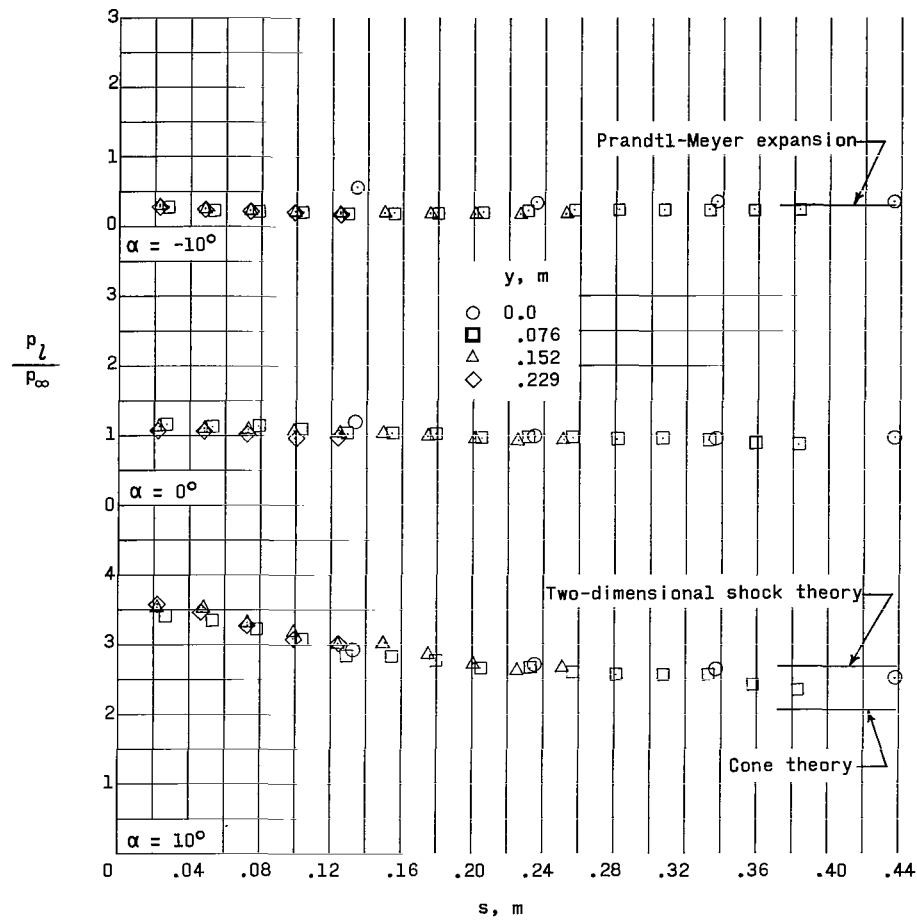 3
2
1
Prandtl-Meyer expansion
0
α = -10°
3
y, m
0.0
.076
.152
.229
2
p_l / p_∞
1
α = 0°
0
4
Two-dimensional shock theory
3
2
Cone theory
1
α = 10°
0 .04 .08 .12 .16 .20 .24 .28 .32 .36 .40 .44
s, m